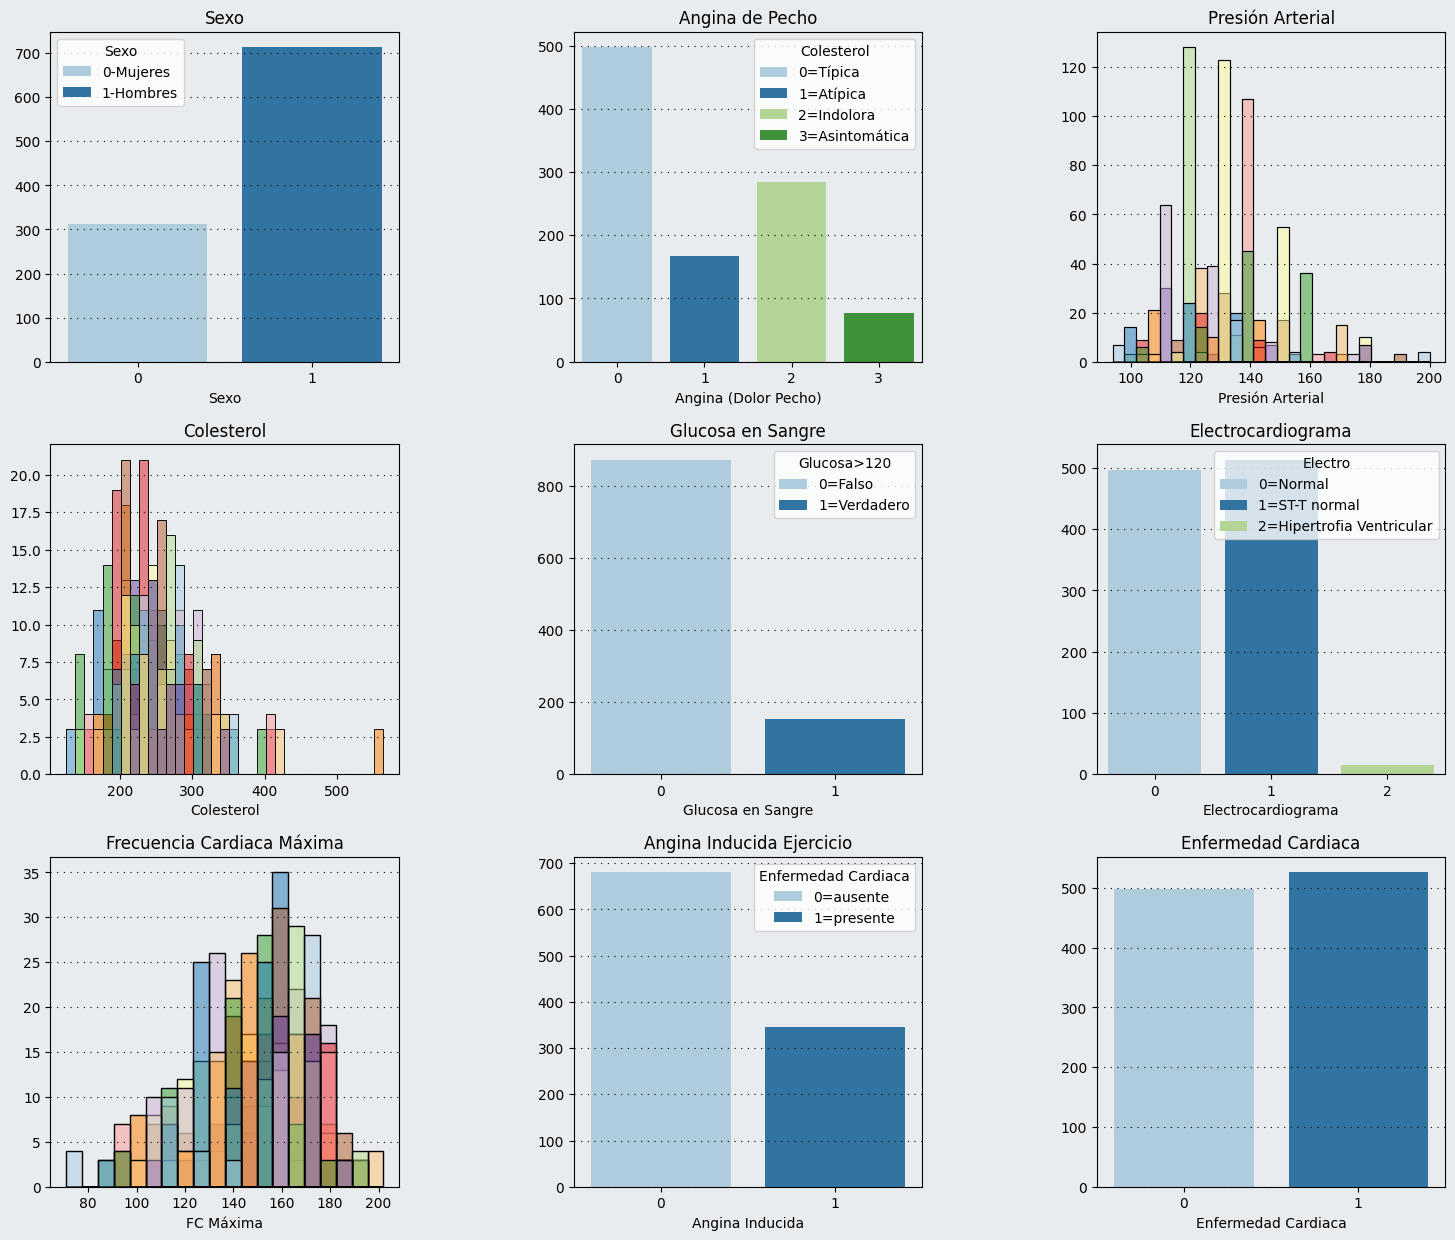 Sexo
700
600
500
400
300
200
100
0
Sexo
0-Mujeres
1-Hombres
0 1
Sexo
Angina de Pecho
500
400
300
200
100
0
Colesterol
0=Típica
1=Atípica
2=Indolora
3=Asintomática
0 1 2 3
Angina (Dolor Pecho)
Presión Arterial
120
100
80
60
40
20
0
100 120 140 160 180 200
Presión Arterial
Colesterol
20.0
17.5
15.0
12.5
10.0
7.5
5.0
2.5
0.0
200 300 400 500
Colesterol
Glucosa en Sangre
800
600
400
200
0
Glucosa>120
0=Falso
1=Verdadero
0 1
Glucosa en Sangre
Electrocardiograma
500
400
300
200
100
0
Electro
0=Normal
1=ST-T normal
2=Hipertrofia Ventricular
0 1 2
Electrocardiograma
Frecuencia Cardiaca Máxima
35
30
25
20
15
10
5
0
80 100 120 140 160 180 200
FC Máxima
Angina Inducida Ejercicio
700
600
500
400
300
200
100
0
Enfermedad Cardiaca
0=ausente
1=presente
0 1
Angina Inducida
Enfermedad Cardiaca
500
400
300
200
100
0
0 1
Enfermedad Cardiaca